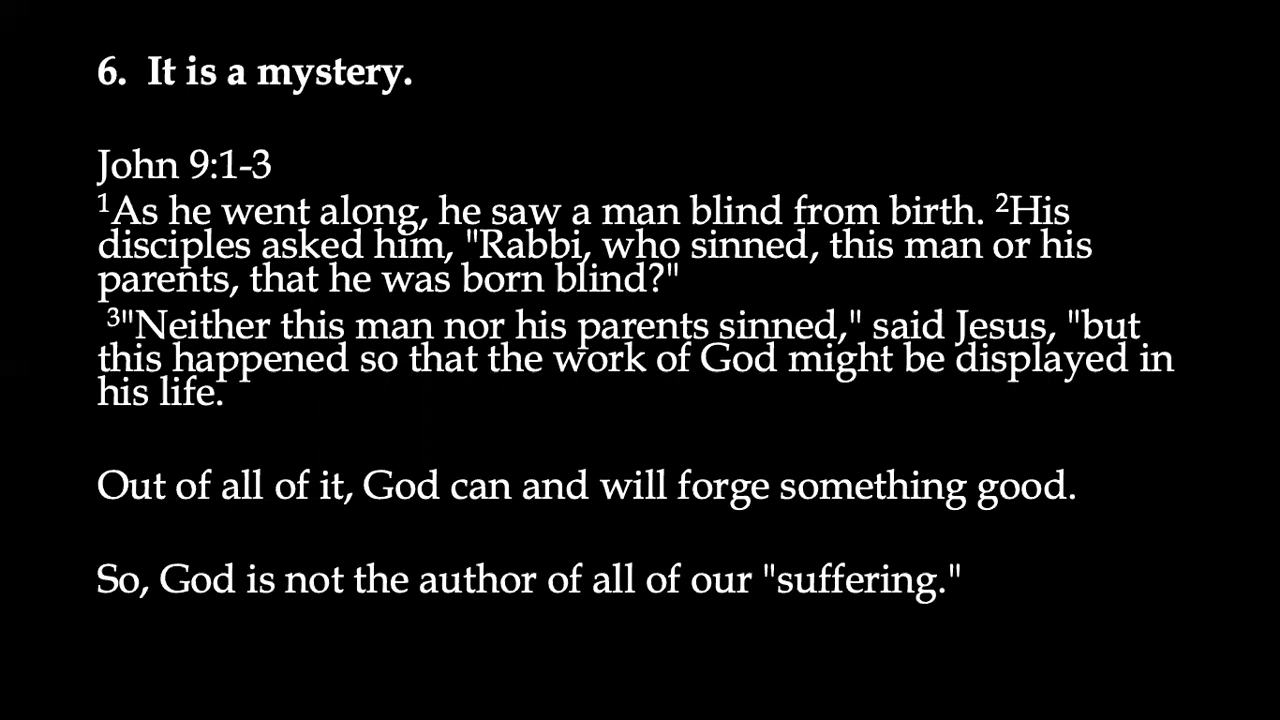 6. It is a mystery.
John 9:1-3
¹As he went along, he saw a man blind from birth. ²His
disciples asked him, "Rabbi, who sinned, this man or his
parents, that he was born blind?"
³"Neither this man nor his parents sinned," said Jesus, "but
this happened so that the work of God might be displayed in
his life.
Out of all of it, God can and will forge something good.
So, God is not the author of all of our "suffering."